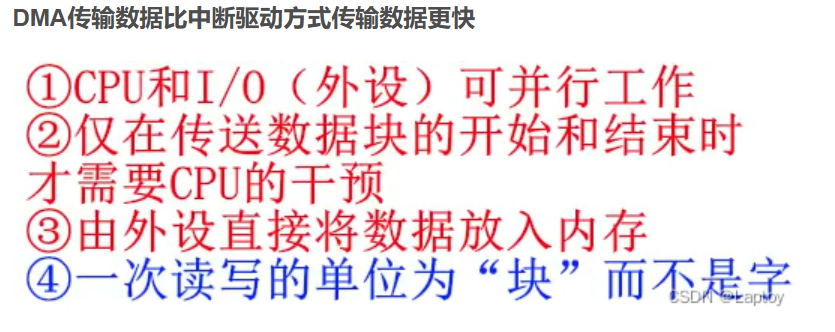 DMA传输数据比中断驱动方式传输数据更快
①CPU和I/O（外设）可并行工作
②仅在传送数据块的开始和结束时
才需要CPU的干预
③由外设直接将数据放入内存
④一次读写的单位为“块”而不是字
CSDN @Laptoy